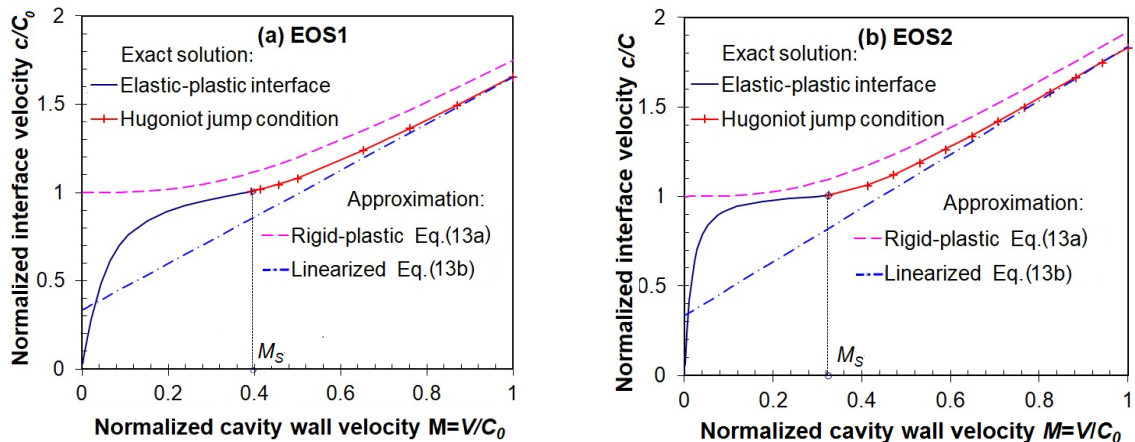 Normalized interface velocity c/C0
2
1.5
1
0.5
0
(a) EOS1
Exact solution:
Elastic-plastic interface
Hugoniot jump condition
Approximation:
Rigid-plastic Eq.(13a)
Linearized Eq.(13b)
MS
0 0.2 0.4 0.6 0.8 1
Normalized cavity wall velocity M=V/C0
Normalized interface velocity c/C
2
1.5
1
0.5
0
(b) EOS2
Exact solution:
Elastic-plastic interface
Hugoniot jump condition
Approximation:
Rigid-plastic Eq.(13a)
Linearized Eq.(13b)
MS
0 0.2 0.4 0.6 0.8 1
Normalized cavity wall velocity M=V/C0